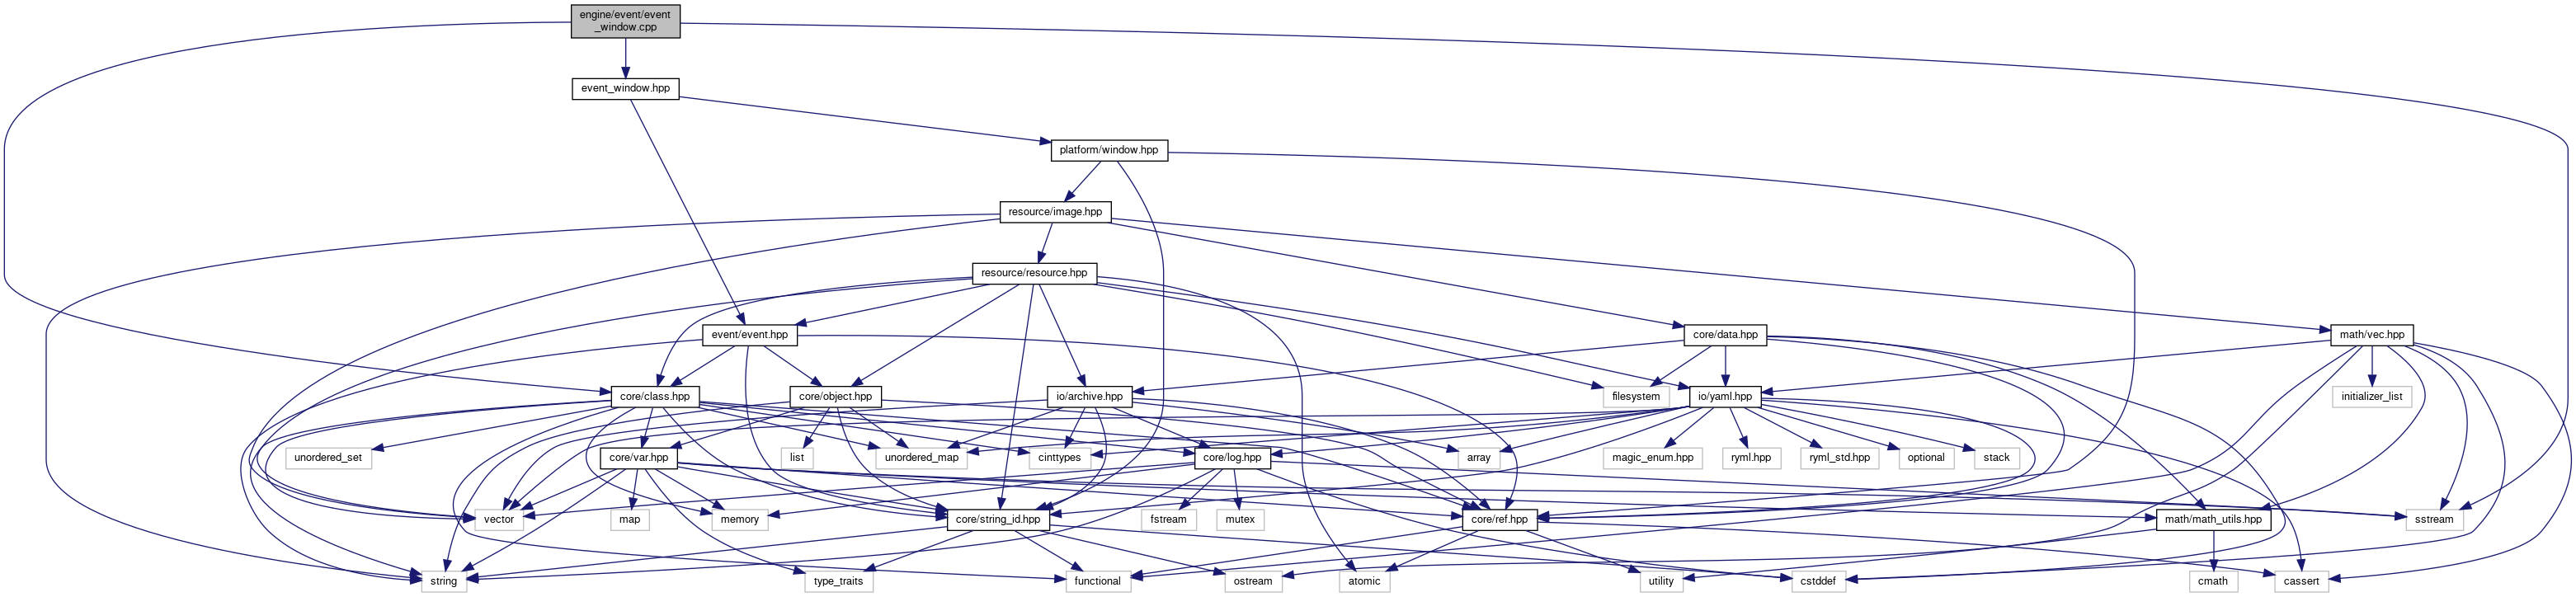 engine/event/event
_window.cpp
event_window.hpp
platform/window.hpp
resource/image.hpp
resource/resource.hpp
event/event.hpp
core/data.hpp
math/vec.hpp
core/class.hpp
core/object.hpp
io/archive.hpp
filesystem
io/yaml.hpp
initializer_list
unordered_set
core/var.hpp
list
unordered_map
cinttypes
core/log.hpp
array
magic_enum.hpp
ryml.hpp
ryml_std.hpp
optional
stack
vector
map
memory
core/string_id.hpp
fstream
mutex
core/ref.hpp
math/math_utils.hpp
sstream
string
type_traits
functional
ostream
atomic
utility
cstddef
cmath
cassert